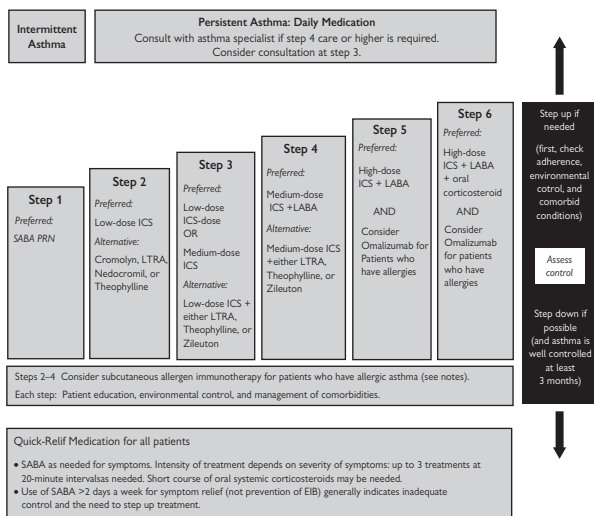 Intermittent
Asthma
Persistent Asthma: Daily Medication
Consult with asthma specialist if step 4 care or higher is required.
Consider consultation at step 3.
Step 1
Preferred:
SABA PRN
Step 2
Preferred:
Low-dose ICS
Alternative:
Cromolyn, LTRA,
Nedocromil, or
Theophylline
Step 3
Preferred:
Low-dose
ICS-dose
OR
Medium-dose
ICS
Alternative:
Low-dose ICS +
either LTRA,
Theophylline, or
Zileuton
Step 4
Preferred:
Medium-dose
ICS +LABA
Alternative:
Medium-dose ICS
+either LTRA,
Theophylline, or
Zileuton
Step 5
Preferred:
High-dose
ICS + LABA
AND
Consider
Omalizumab for
Patients who
have allergies
Step 6
Preferred:
High-dose
ICS + LABA
+ oral
corticosteroid
AND
Consider
Omalizumab
for patients
who have
allergies
Step up if
needed
(first, check
adherence,
environmental
cotrol, and
comorbid
conditions)
Assess
control
Step down if
possible
(and asthma is
well controlled
at least
3 months)
Steps 2–4 Consider subcutaneous allergen immunotherapy for patients who have allergic asthma (see notes).
Each step: Patient education, environmental control, and management of comorbidities.
Quick-Relif Medication for all patients
• SABA as needed for symptoms. Intensity of treatment depends on severity of symptoms: up to 3 treatments at
20-minute intervalsas needed. Short course of oral systemic corticosteroids may be needed.
• Use of SABA >2 days a week for symptom relief (not prevention of EIB) generally indicates inadequate
control and the need to step up treatment.